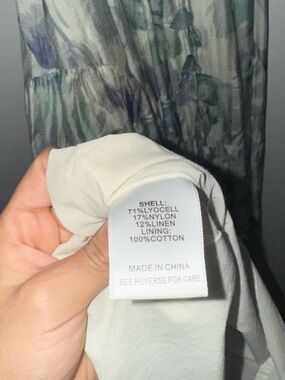 SHELL:
71%LYOCELL
17%NYLON
12%LINEN
LINING:
100%COTTON
MADE IN CHINA
SEE REVERSE FOR CARE